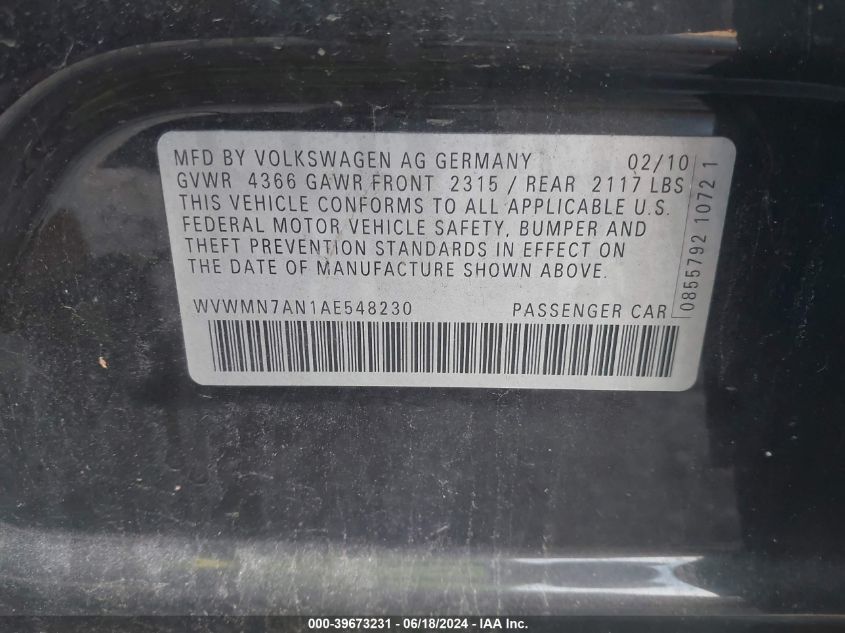 MFD BY VOLKSWAGEN AG GERMANY 02/10
GVWR 4366 GAWR FRONT 2315 / REAR 2117 LBS
THIS VEHICLE CONFORMS TO ALL APPLICABLE U.S.
FEDERAL MOTOR VEHICLE SAFETY, BUMPER AND
THEFT PREVENTION STANDARDS IN EFFECT ON
THE DATE OF MANUFACTURE SHOWN ABOVE.
WVWMN7AN1AE548230 PASSENGER CAR
0855792 1072 1
000-39673231 - 06/18/2024 - IAA Inc.